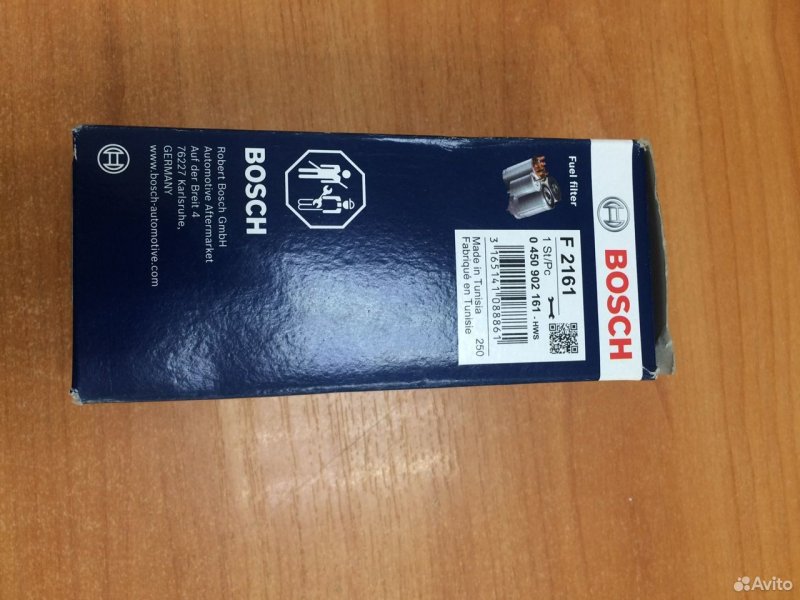 BOSCH
Fuel filter
F 2161
1 St/Pc
0 450 902 161 - HWS
3 165141 088861
Made in Tunisia
Fabriqué en Tunisie
250
BOSCH
Robert Bosch GmbH
Automotive Aftermarket
Auf der Breit 4
76227 Karlsruhe,
GERMANY
www.bosch-automotive.com
Avito